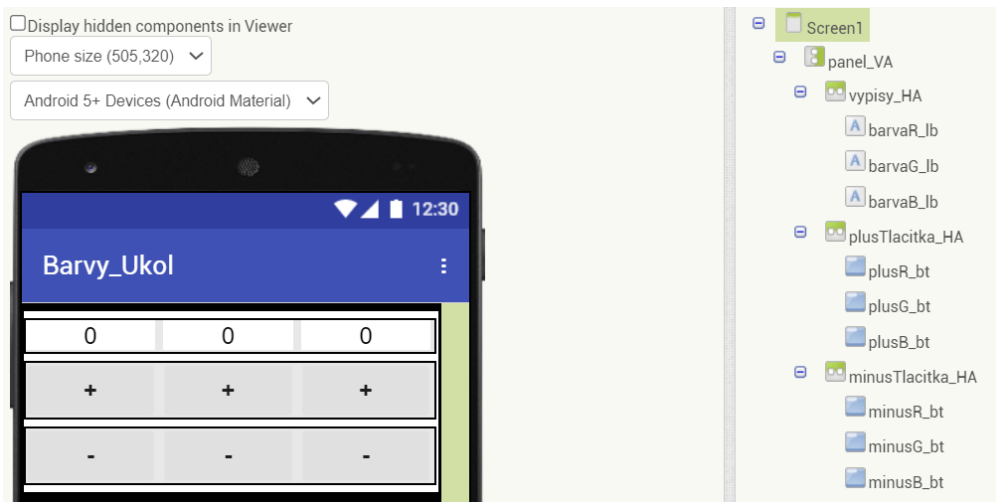 Display hidden components in Viewer
Phone size (505,320)
Android 5+ Devices (Android Material)
12:30
Barvy_Ukol
0 0 0
+ + +
- - -
Screen1
panel_VA
vypisy_HA
A barvaR_lb
A barvaG_lb
A barvaB_lb
plusTlacitka_HA
plusR_bt
plusG_bt
plusB_bt
minusTlacitka_HA
minusR_bt
minusG_bt
minusB_bt